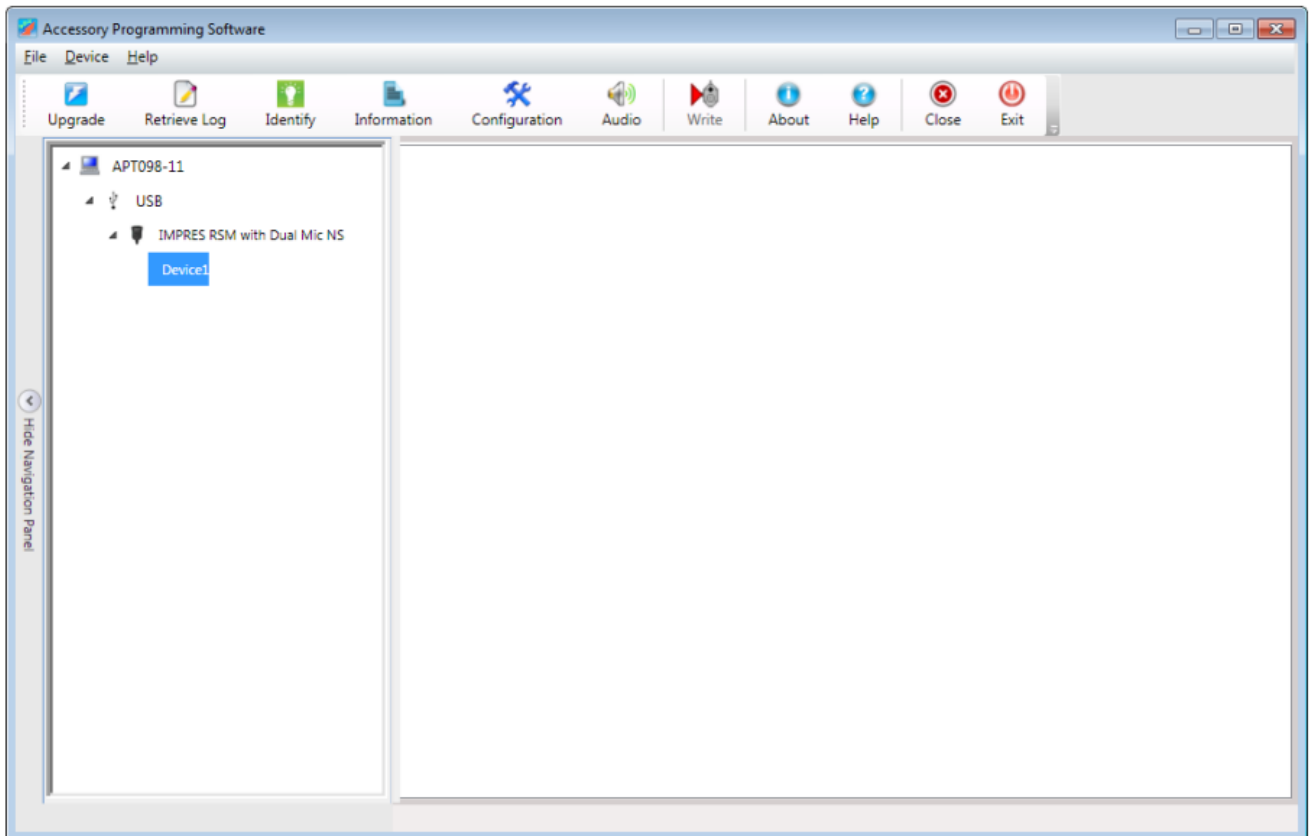 Accessory Programming Software
File Device Help
Upgrade Retrieve Log Identify Information Configuration Audio Write About Help Close Exit
APT098-11
USB
IMPRES RSM with Dual Mic NS
Device1
Hide Navigation Panel